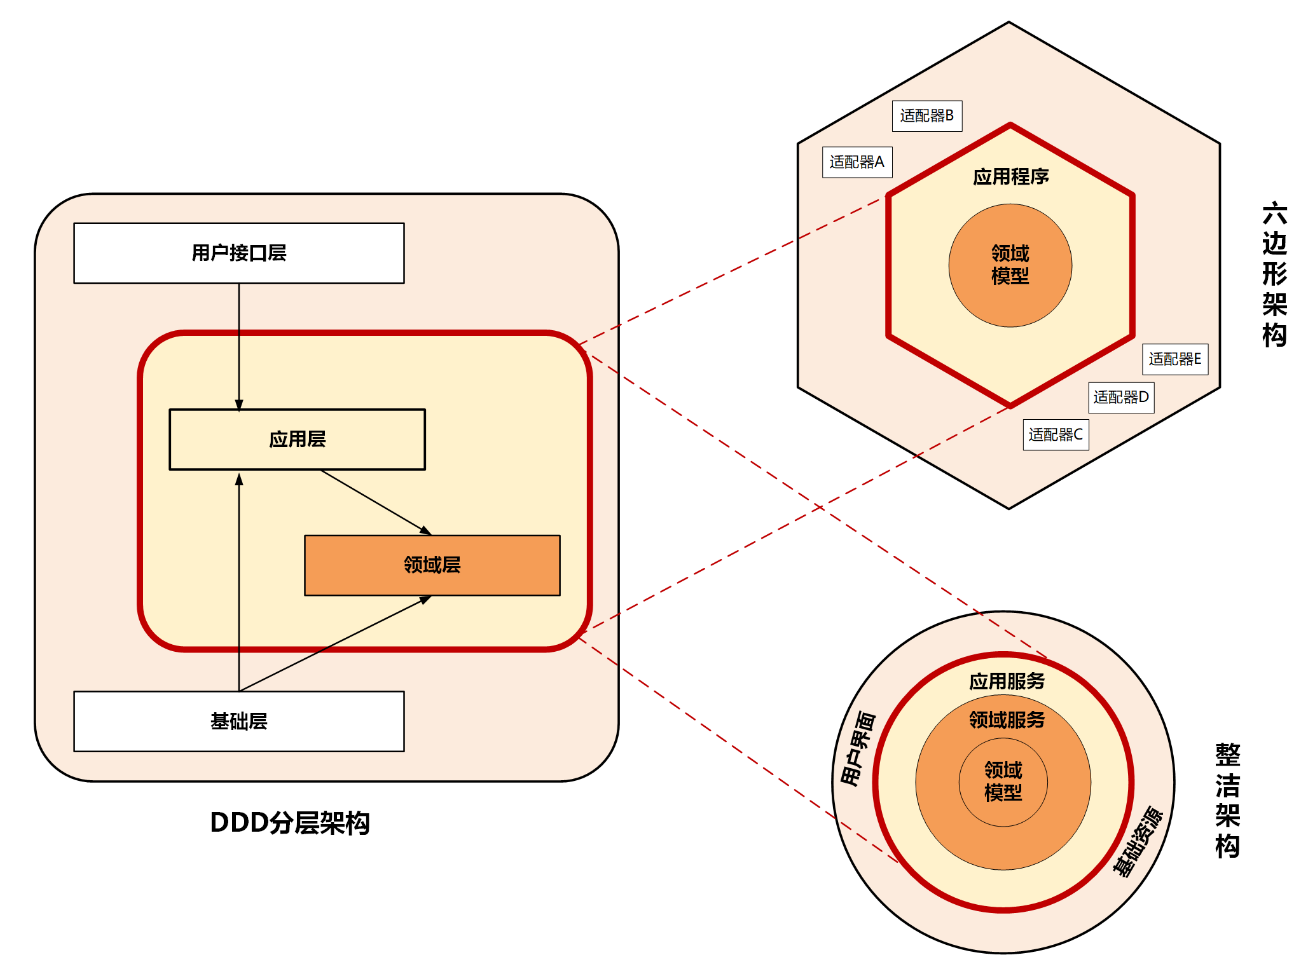 用户接口层
应用层
领域层
基础层
DDD分层架构
适配器B
适配器A
应用程序
领域
模型
适配器E
适配器D
适配器C
六边形架构
应用服务
领域服务
领域
模型
用户界面
基础资源
整洁架构